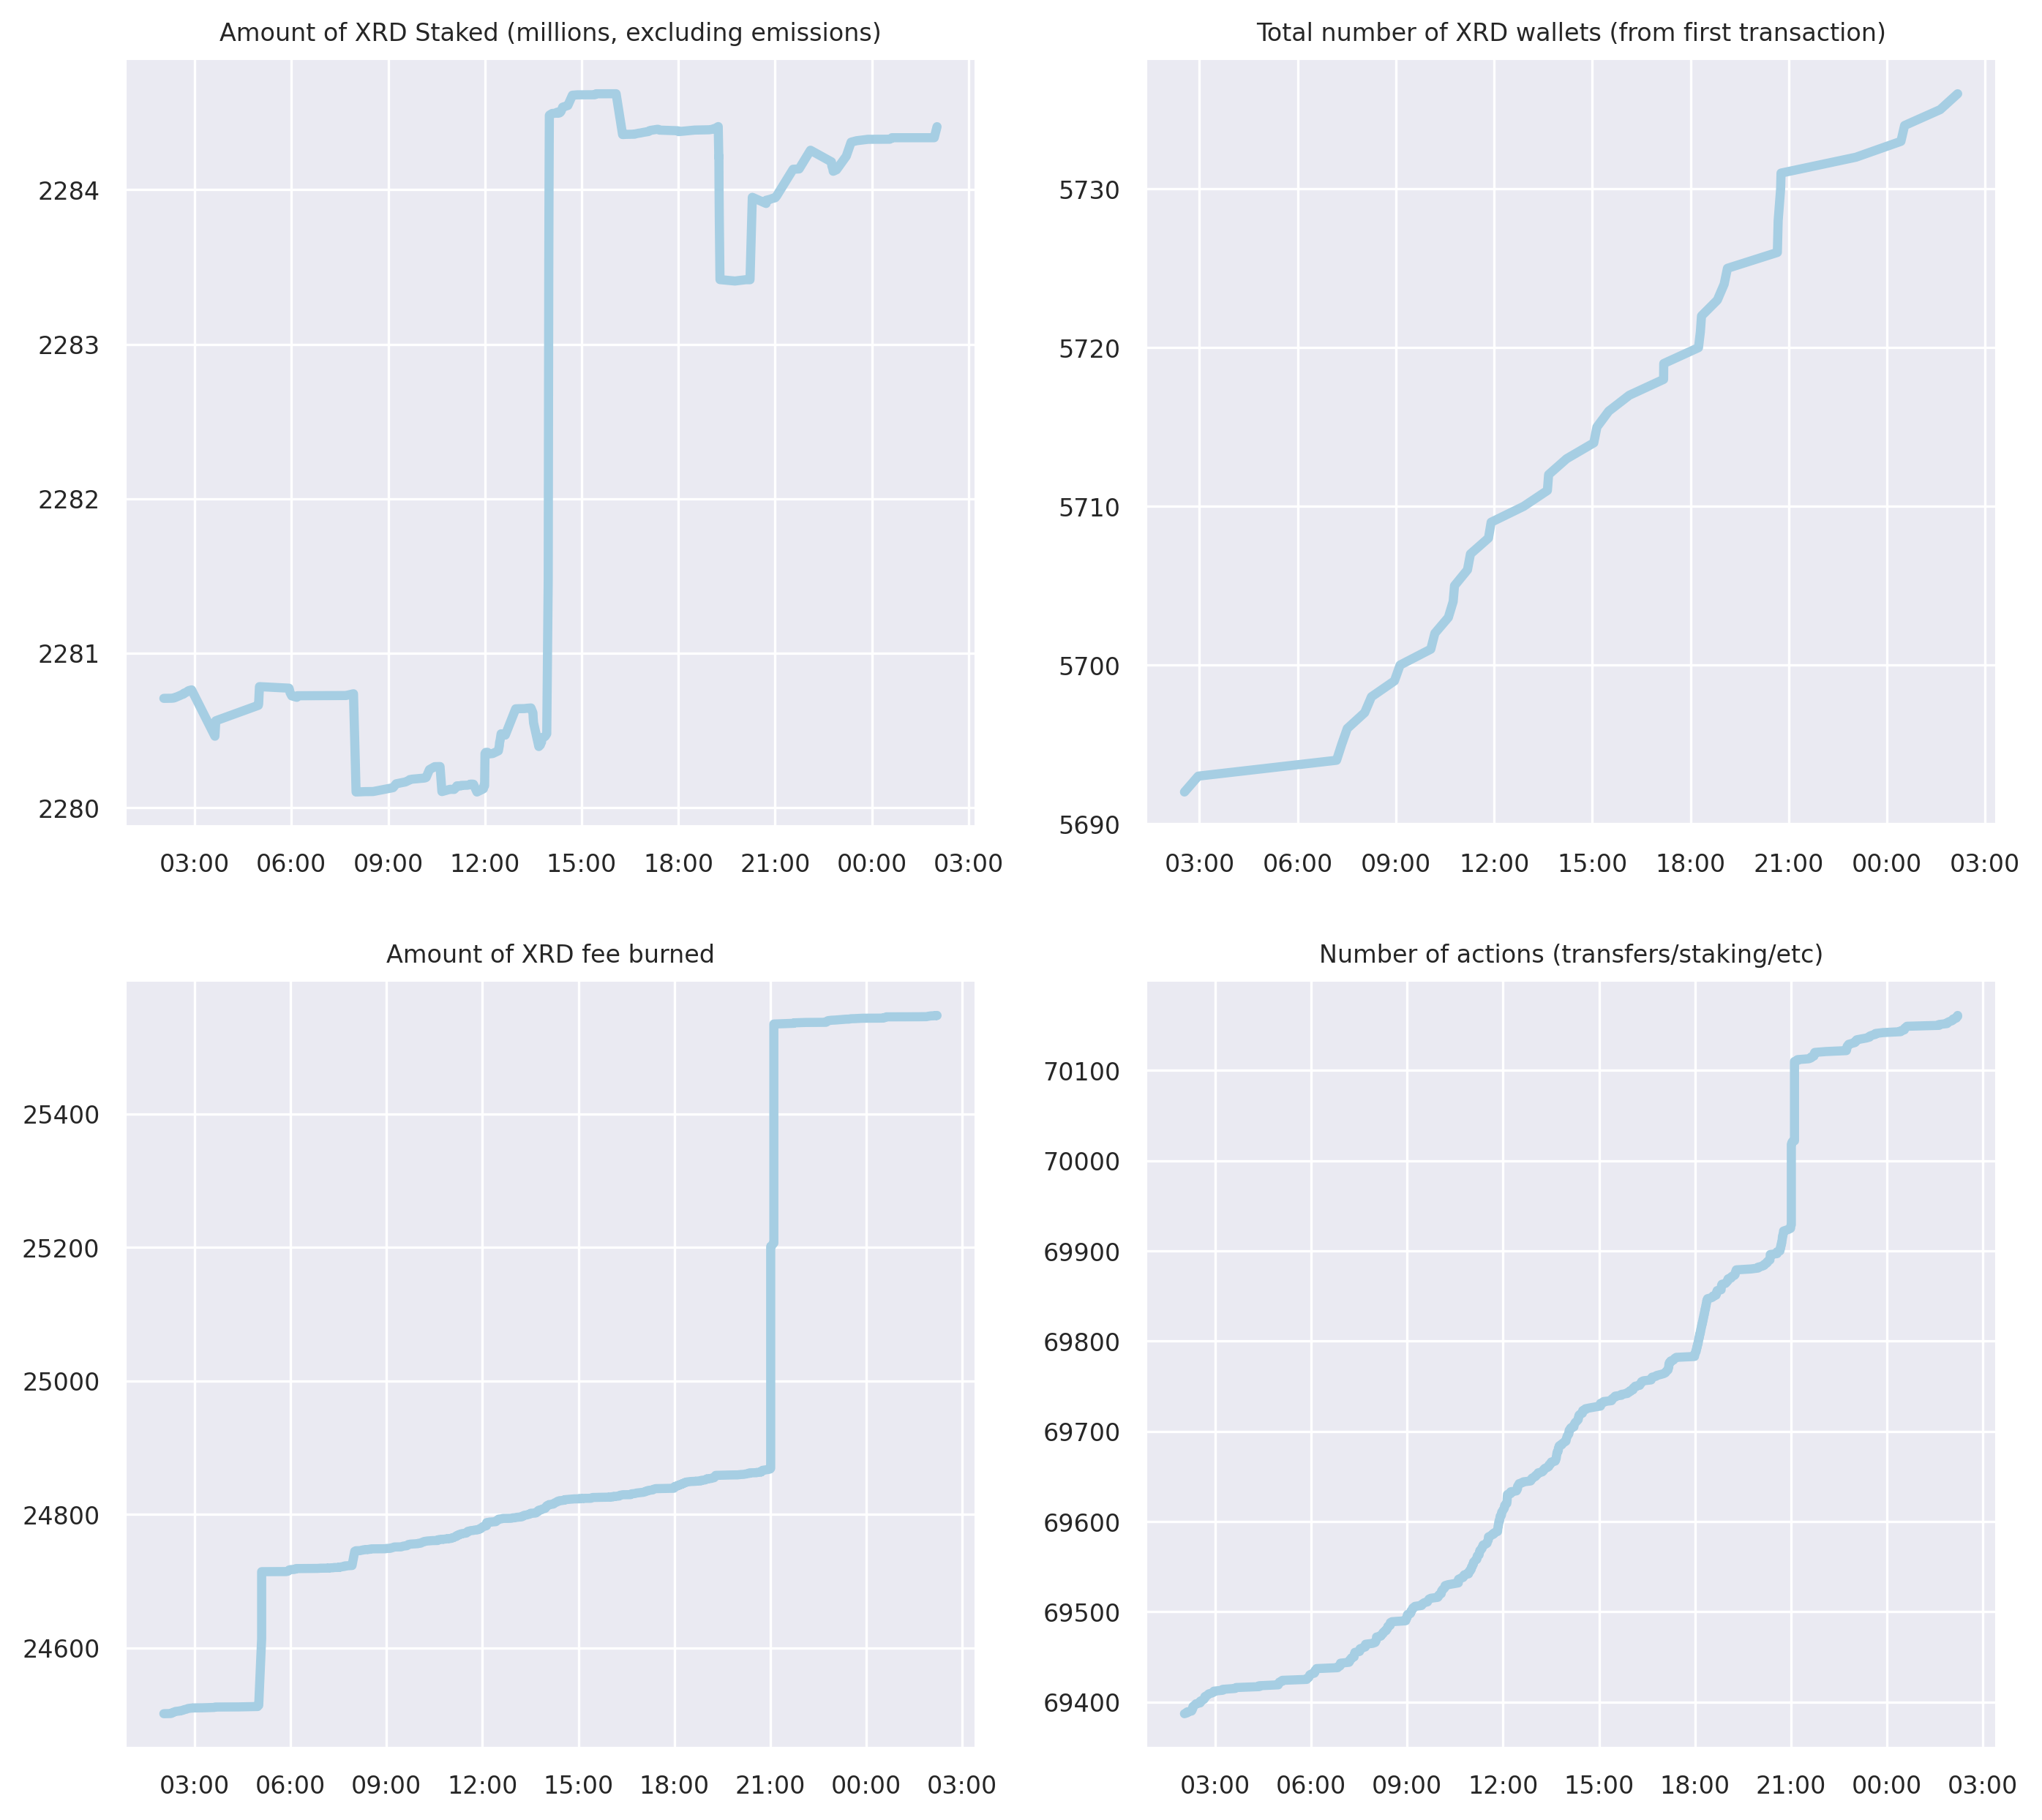 Amount of XRD Staked (millions, excluding emissions)
2284
2283
2282
2281
2280
03:00 06:00 09:00 12:00 15:00 18:00 21:00 00:00 03:00
Total number of XRD wallets (from first transaction)
5730
5720
5710
5700
5690
03:00 06:00 09:00 12:00 15:00 18:00 21:00 00:00 03:00
Amount of XRD fee burned
25400
25200
25000
24800
24600
03:00 06:00 09:00 12:00 15:00 18:00 21:00 00:00 03:00
Number of actions (transfers/staking/etc)
70100
70000
69900
69800
69700
69600
69500
69400
03:00 06:00 09:00 12:00 15:00 18:00 21:00 00:00 03:00